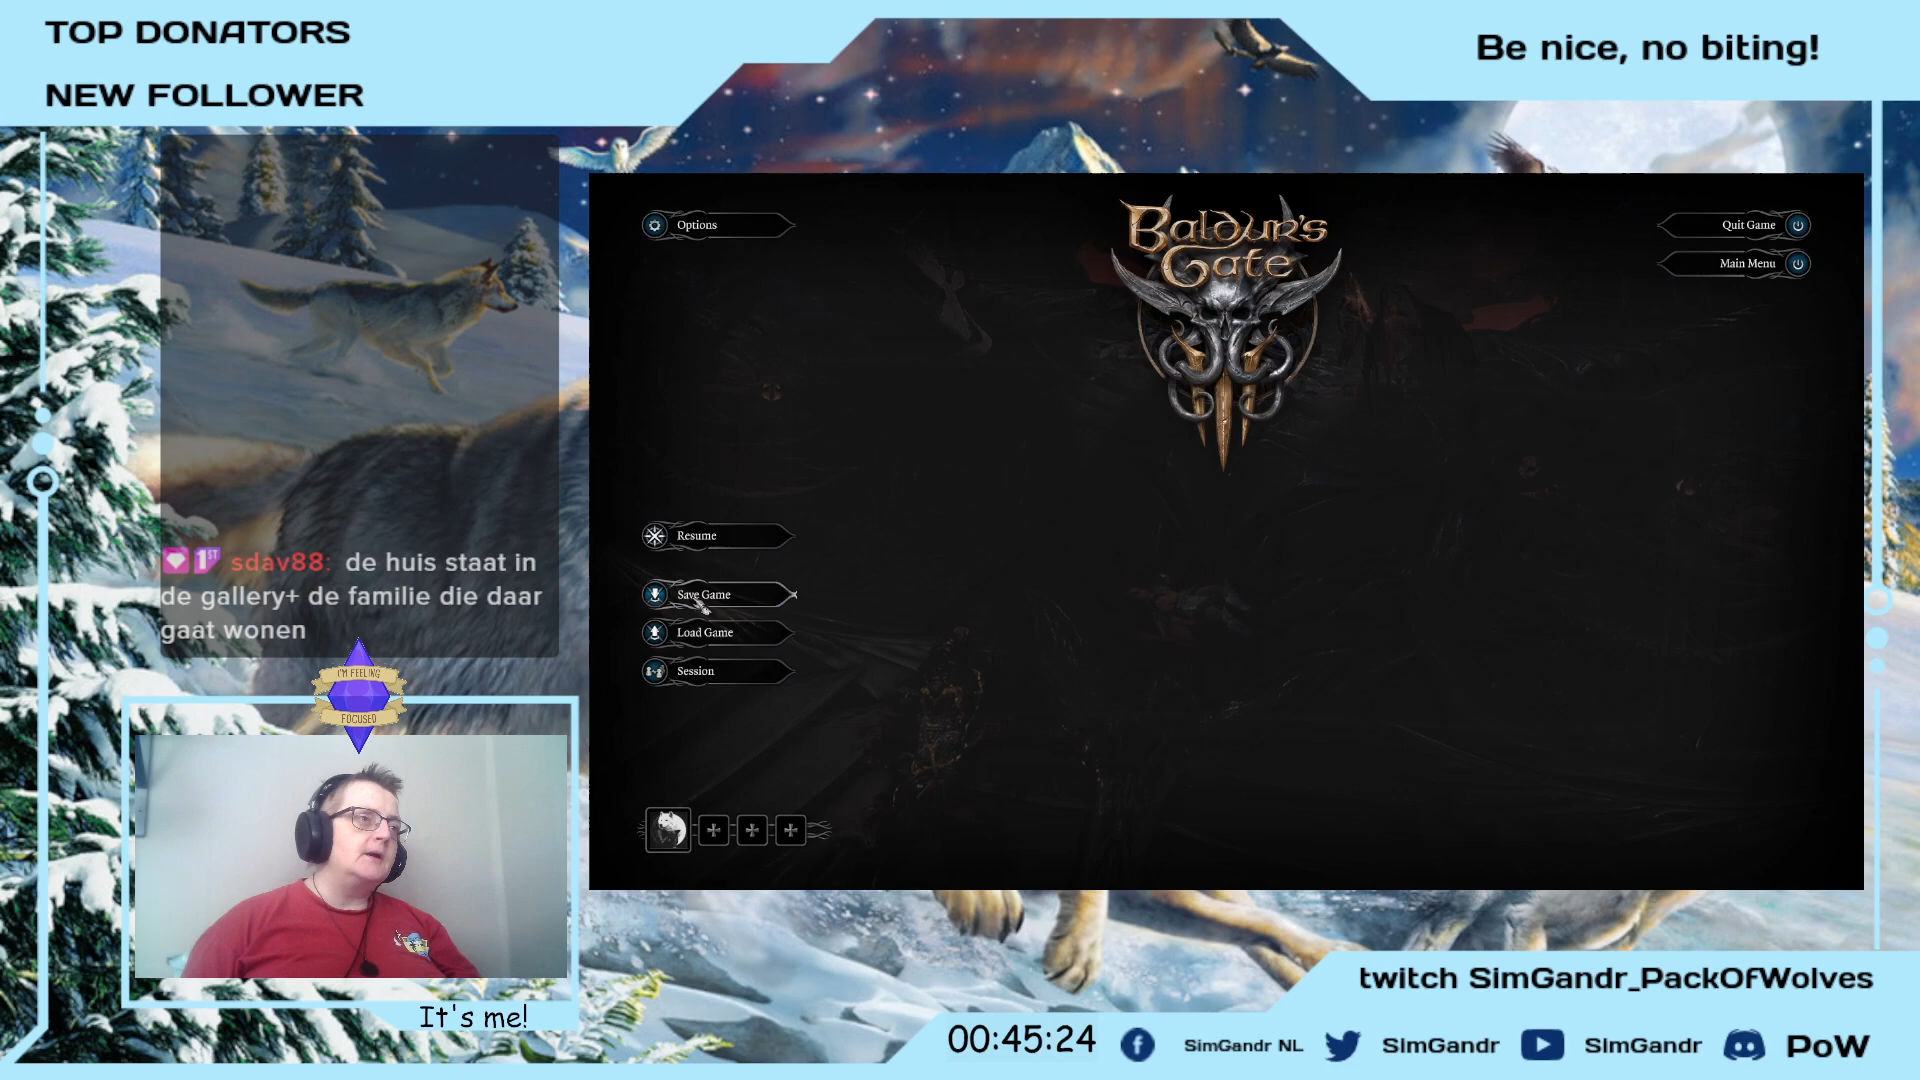 TOP DONATORS
NEW FOLLOWER
Be nice, no biting!
Options
Baldur's
Gate
Quit Game
Main Menu
Resume
Save Game
Load Game
Session
1ST sdav88: de huis staat in
de gallery+ de familie die daar
gaat wonen
I'M FEELING
FOCUSED
It's me!
twitch SimGandr_PackOfWolves
00:45:24
SimGandr NL
SimGandr
SimGandr
PoW